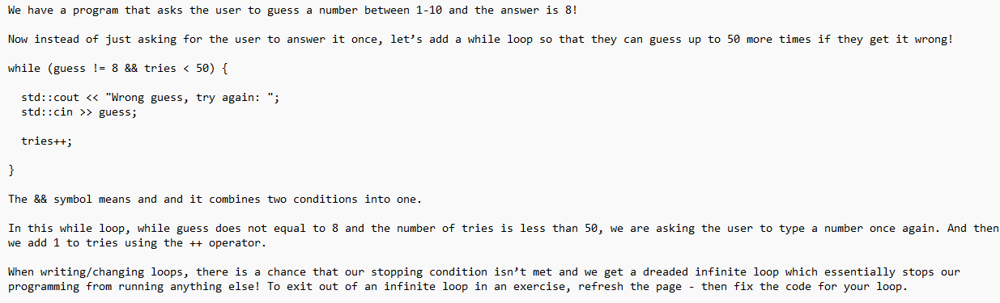 We have a program that asks the user to guess a number between 1-10 and the answer is 8!
Now instead of just asking for the user to answer it once, let’s add a while loop so that they can guess up to 50 more times if they get it wrong!
while (guess != 8 && tries < 50) {
std::cout << "Wrong guess, try again: ";
std::cin >> guess;
tries++;
}
The && symbol means and and it combines two conditions into one.
In this while loop, while guess does not equal to 8 and the number of tries is less than 50, we are asking the user to type a number once again. And then
we add 1 to tries using the ++ operator.
When writing/changing loops, there is a chance that our stopping condition isn’t met and we get a dreaded infinite loop which essentially stops our
programming from running anything else! To exit out of an infinite loop in an exercise, refresh the page - then fix the code for your loop.